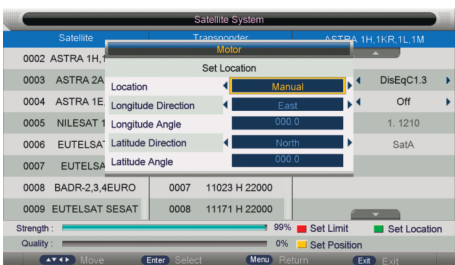 Satellite System
Satellite Transponder ASTRA 1H,1KR,1L,1M
Motor
0002 ASTRA 1H,1
Set Location
0003 ASTRA 2A
Location Manual
DisEqC1.3
0004 ASTRA 1E,
Longitude Direction East
Off
0005 NILESAT 1
Longitude Angle 000.0
1. 1210
0006 EUTELSA
Latitude Direction North
SatA
0007 EUTELSA
Latitude Angle 000.0
0008 BADR-2,3,4EURO 0007 11023 H 22000
0009 EUTELSAT SESAT 0008 11171 H 22000
Strength : 99% Set Limit Set Location
Quality : 0% Set Position
Move Enter Select Menu Return Exit Exit